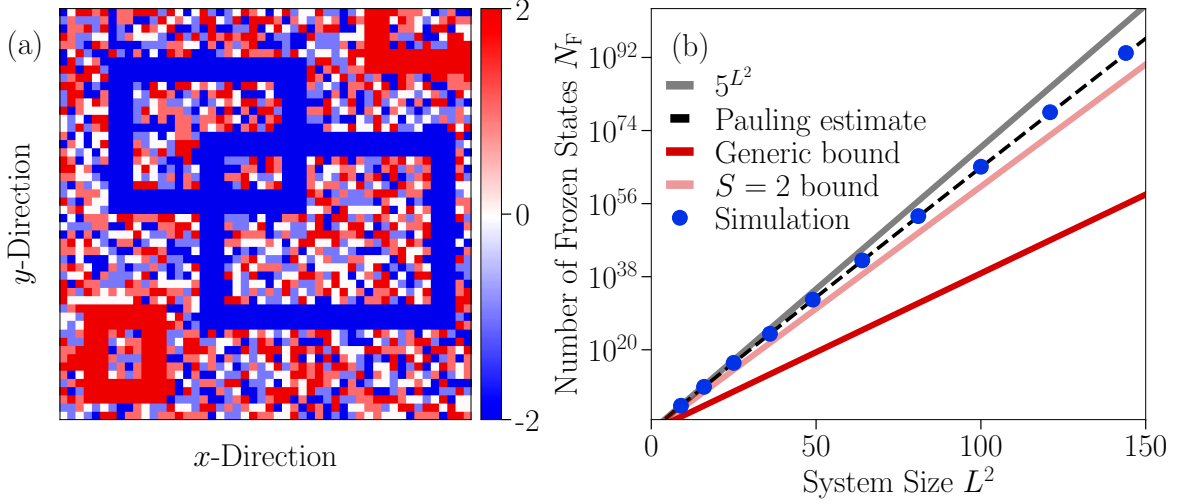 (a)
y-Direction
x-Direction
2
0
-2
(b)
Number of Frozen States N_F
10^92
10^74
10^56
10^38
10^20
5^{L^2}
Pauling estimate
Generic bound
S = 2 bound
Simulation
0
50
100
150
System Size L^2